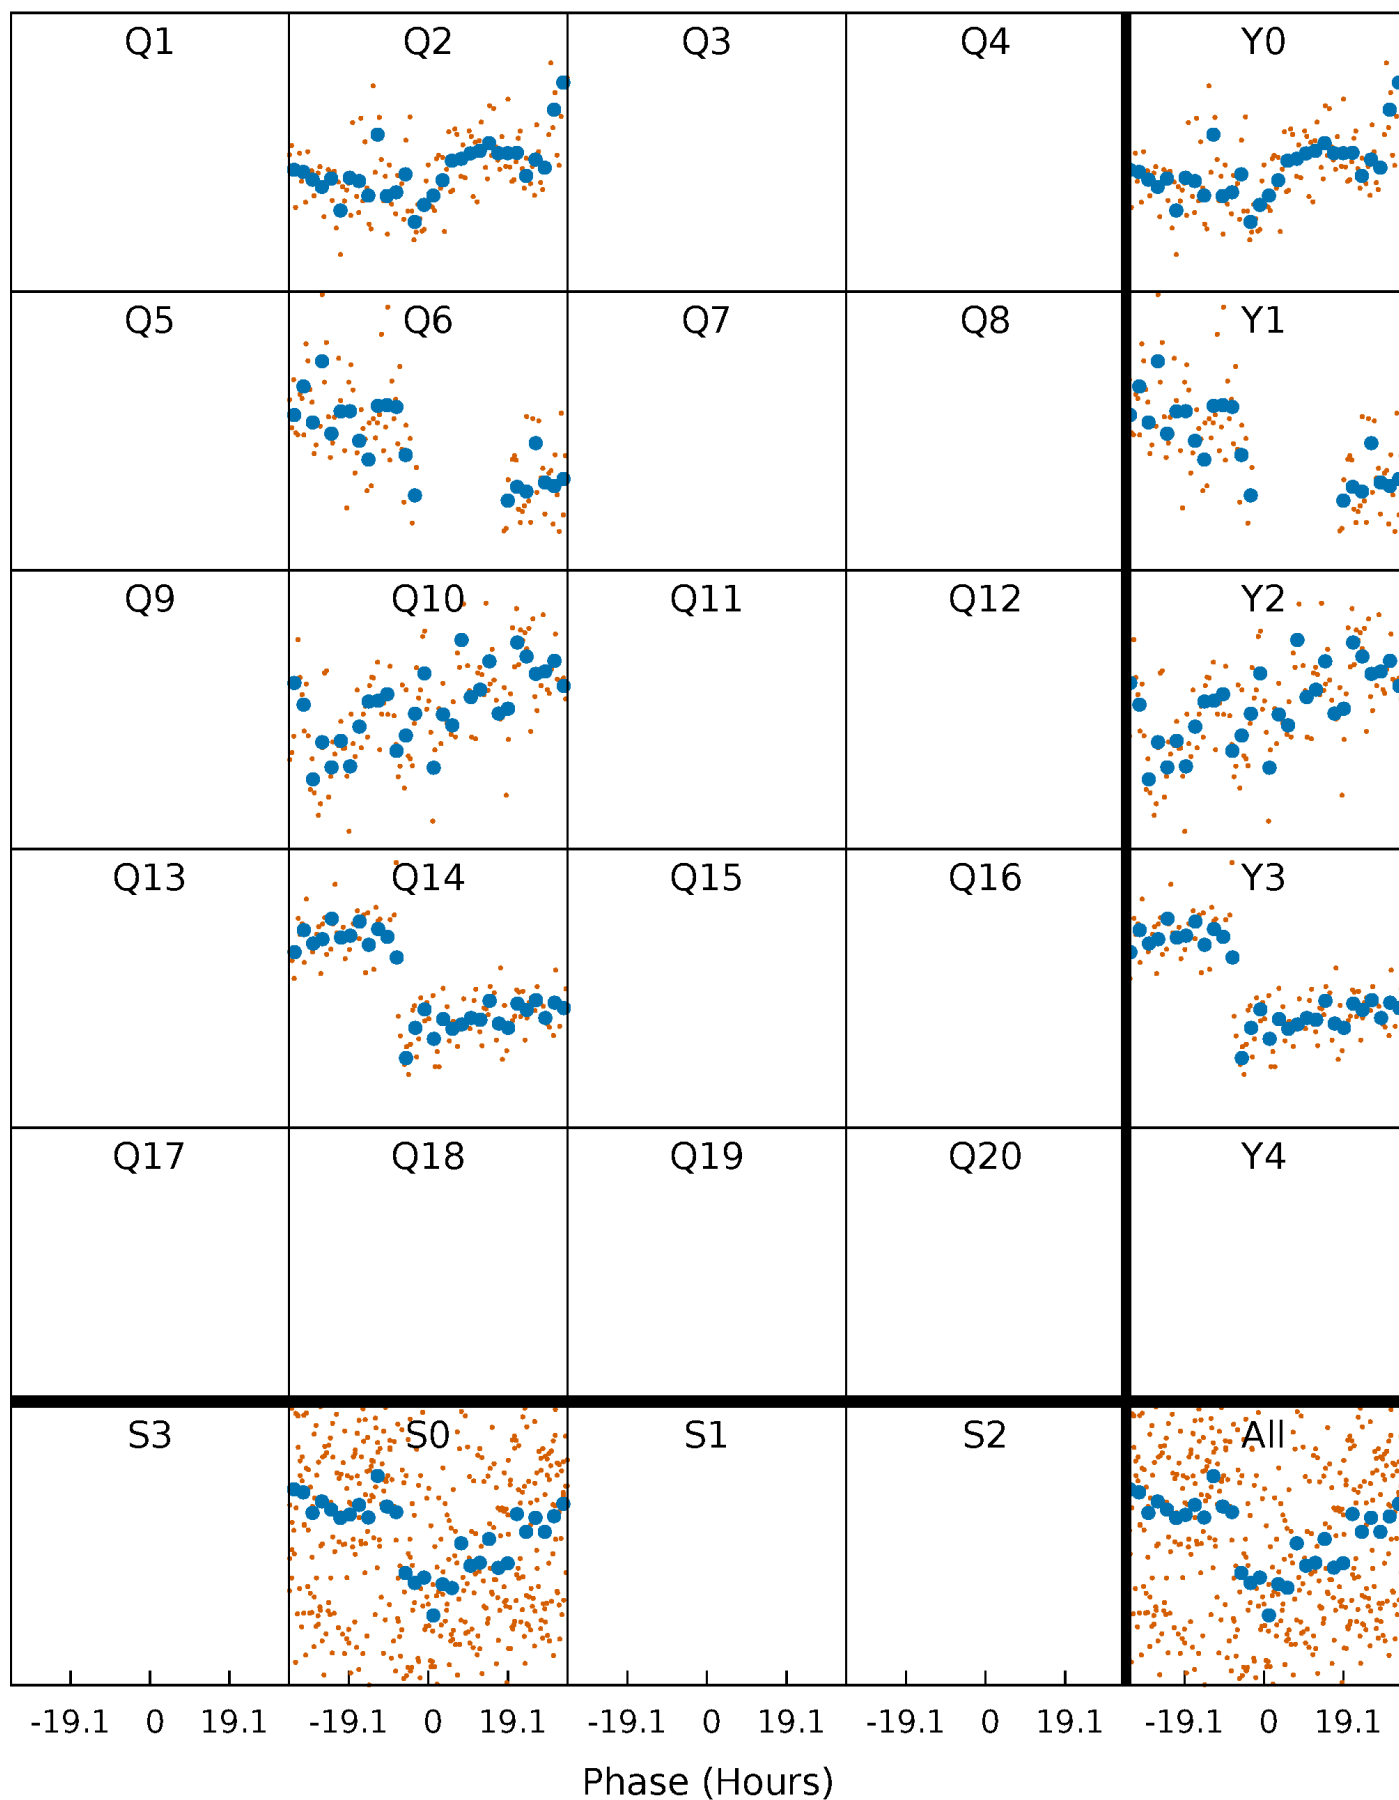 Q1 Q2 Q3 Q4 Y0
Q5 Q6 Q7 Q8 Y1
Q9 Q10 Q11 Q12 Y2
Q13 Q14 Q15 Q16 Y3
Q17 Q18 Q19 Q20 Y4
S3 S0 S1 S2 All
-19.1 0 19.1 -19.1 0 19.1 -19.1 0 19.1 -19.1 0 19.1 -19.1 0 19.1
Phase (Hours)